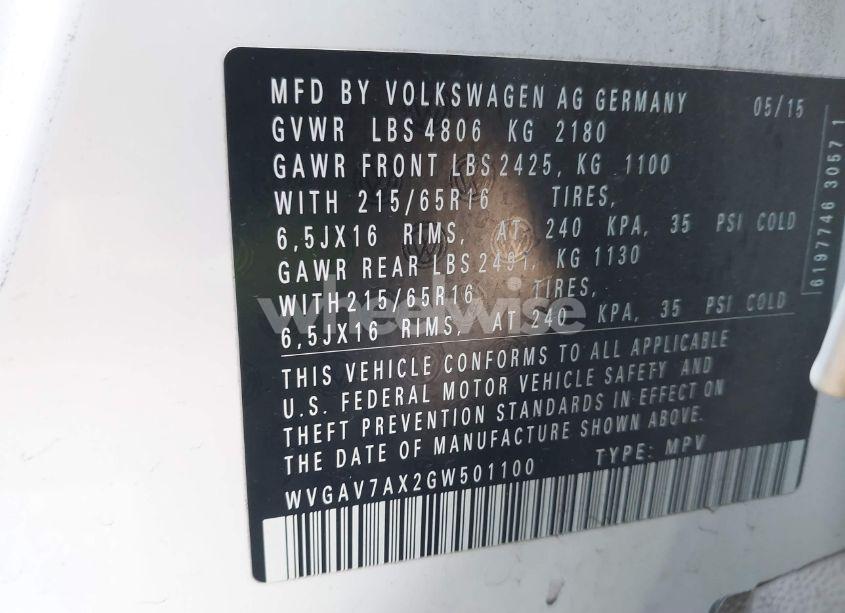 MFD BY VOLKSWAGEN AG GERMANY 05/15
GVWR LBS 4806 KG 2180
GAWR FRONT LBS 2425, KG 1100
WITH 215/65R16 TIRES,
6,5JX16 RIMS, AT 240 KPA, 35 PSI COLD
GAWR REAR LBS 2491, KG 1130
WITH 215/65R16 TIRES,
6,5JX16 RIMS, AT 240 KPA, 35 PSI COLD
THIS VEHICLE CONFORMS TO ALL APPLICABLE
U.S. FEDERAL MOTOR VEHICLE SAFETY AND
THEFT PREVENTION STANDARDS IN EFFECT ON
THE DATE OF MANUFACTURE SHOWN ABOVE.
WVGAV7AX2GW501100 TYPE: MPV
6197746 3057 1
wheelwise